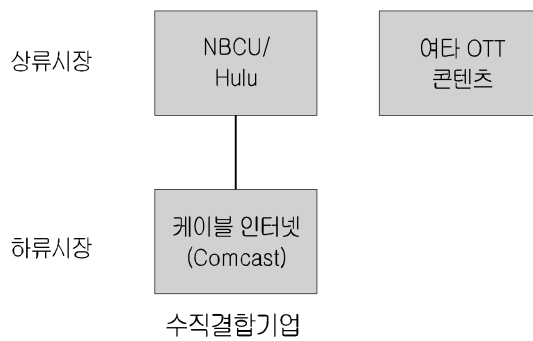 상류시장
NBCU/
Hulu
여타 OTT
콘텐츠
하류시장
케이블 인터넷
(Comcast)
수직결합기업